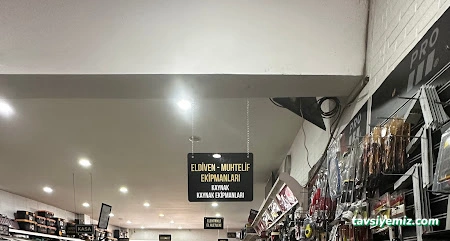 PRO
ELDİVEN - MUHTELİF
EKİPMANLARI
KAYNAK
KAYNAK EKİPMANLARI
tavsiyemiz.com